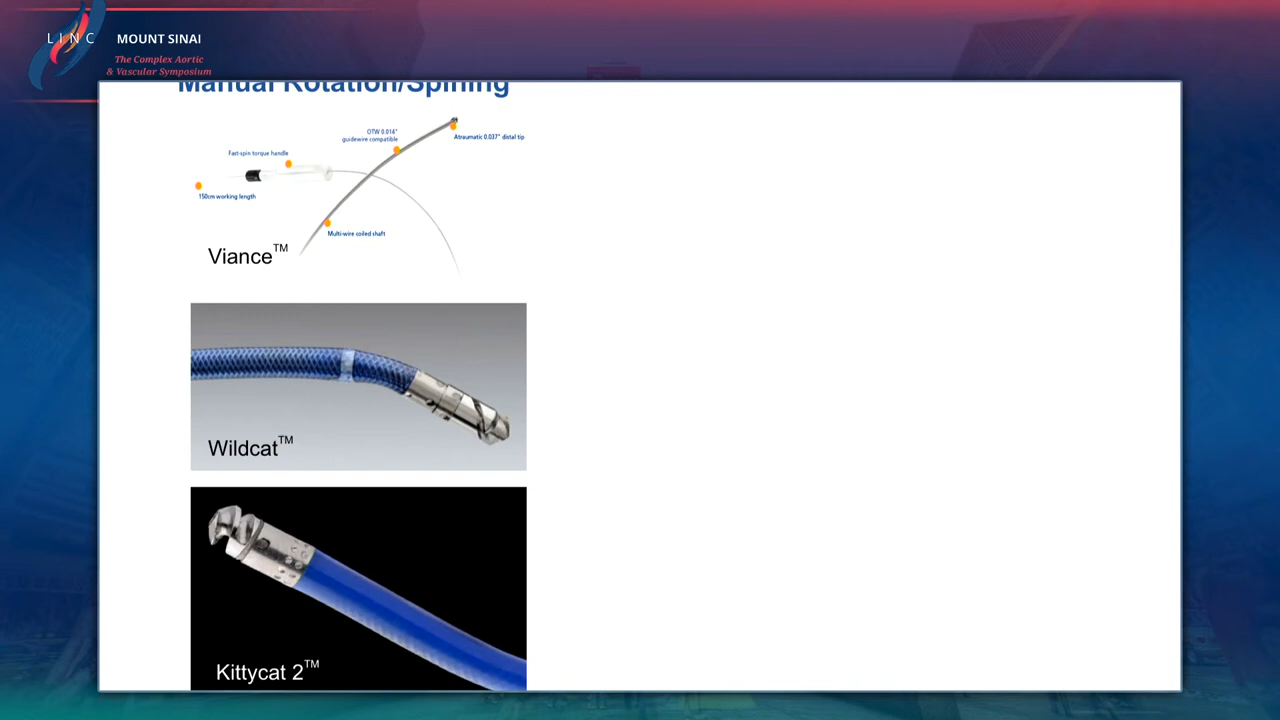 LINC MOUNT SINAI
The Complex Aortic
& Vascular Symposium
Manual Rotation/Spining
OTW 0.014"
guidewire compatible
Atraumatic 0.037" distal tip
Fast-spin torque handle
150cm working length
Multi-wire coiled shaft
Viance™
Wildcat™
Kittycat 2™